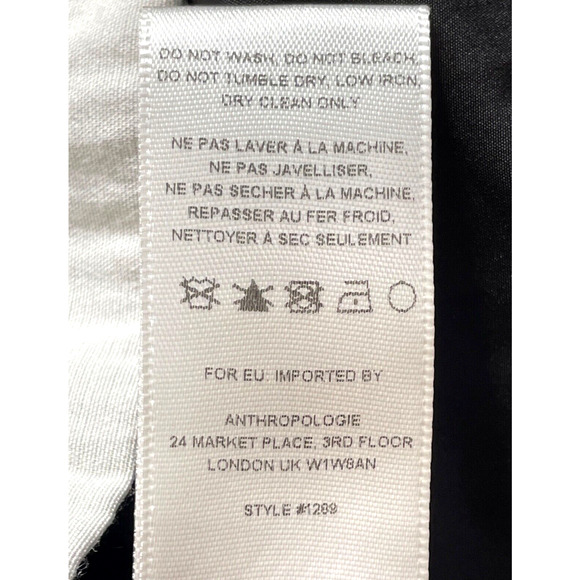 DO NOT WASH, DO NOT BLEACH,
DO NOT TUMBLE DRY, LOW IRON,
DRY CLEAN ONLY
NE PAS LAVER À LA MACHINE,
NE PAS JAVELLISER,
NE PAS SECHER À LA MACHINE,
REPASSER AU FER FROID,
NETTOYER À SEC SEULEMENT
FOR EU: IMPORTED BY
ANTHROPOLOGIE
24 MARKET PLACE, 3RD FLOOR
LONDON UK W1W8AN
STYLE #1289